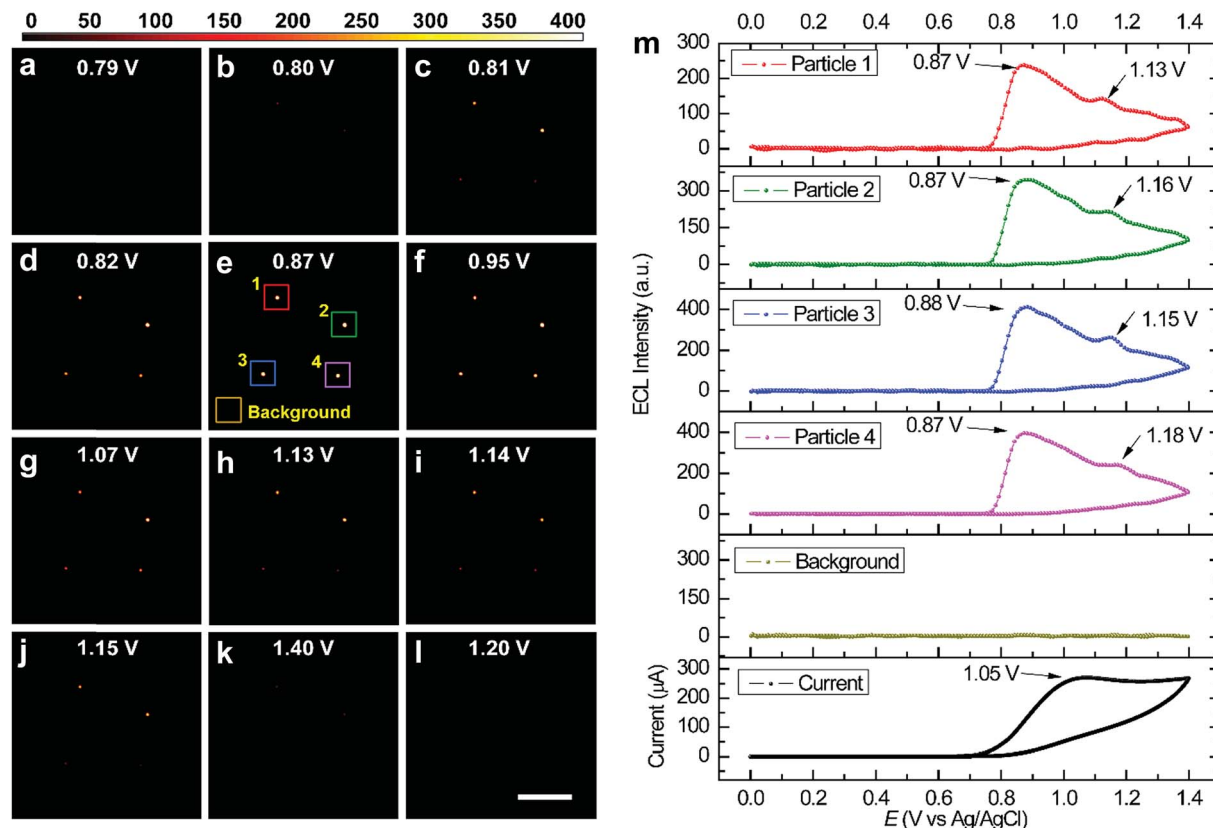 0 50 100 150 200 250 300 350 400
a 0.79 V
b 0.80 V
c 0.81 V
d 0.82 V
e 0.87 V
1
2
3
4
Background
f 0.95 V
g 1.07 V
h 1.13 V
i 1.14 V
j 1.15 V
k 1.40 V
l 1.20 V
m
0.0 0.2 0.4 0.6 0.8 1.0 1.2 1.4
300
200
100
0
Particle 1
0.87 V
1.13 V
300
150
0
Particle 2
0.87 V
1.16 V
400
200
0
Particle 3
0.88 V
1.15 V
400
200
0
Particle 4
0.87 V
1.18 V
300
150
0
Background
ECL Intensity (a.u.)
300
200
100
0
Current
1.05 V
Current (µA)
0.0 0.2 0.4 0.6 0.8 1.0 1.2 1.4
E (V vs Ag/AgCl)